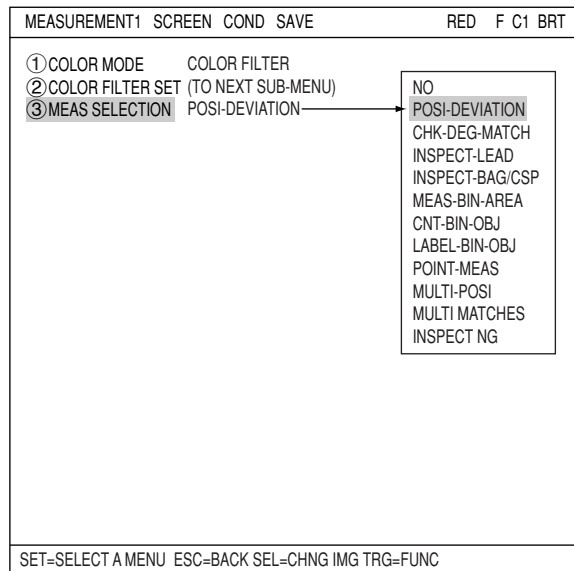 MEASUREMENT1 SCREEN COND SAVE RED F C1 BRT
①COLOR MODE COLOR FILTER
②COLOR FILTER SET (TO NEXT SUB-MENU)
③MEAS SELECTION POSI-DEVIATION
NO
POSI-DEVIATION
CHK-DEG-MATCH
INSPECT-LEAD
INSPECT-BAG/CSP
MEAS-BIN-AREA
CNT-BIN-OBJ
LABEL-BIN-OBJ
POINT-MEAS
MULTI-POSI
MULTI MATCHES
INSPECT NG
SET=SELECT A MENU ESC=BACK SEL=CHNG IMG TRG=FUNC